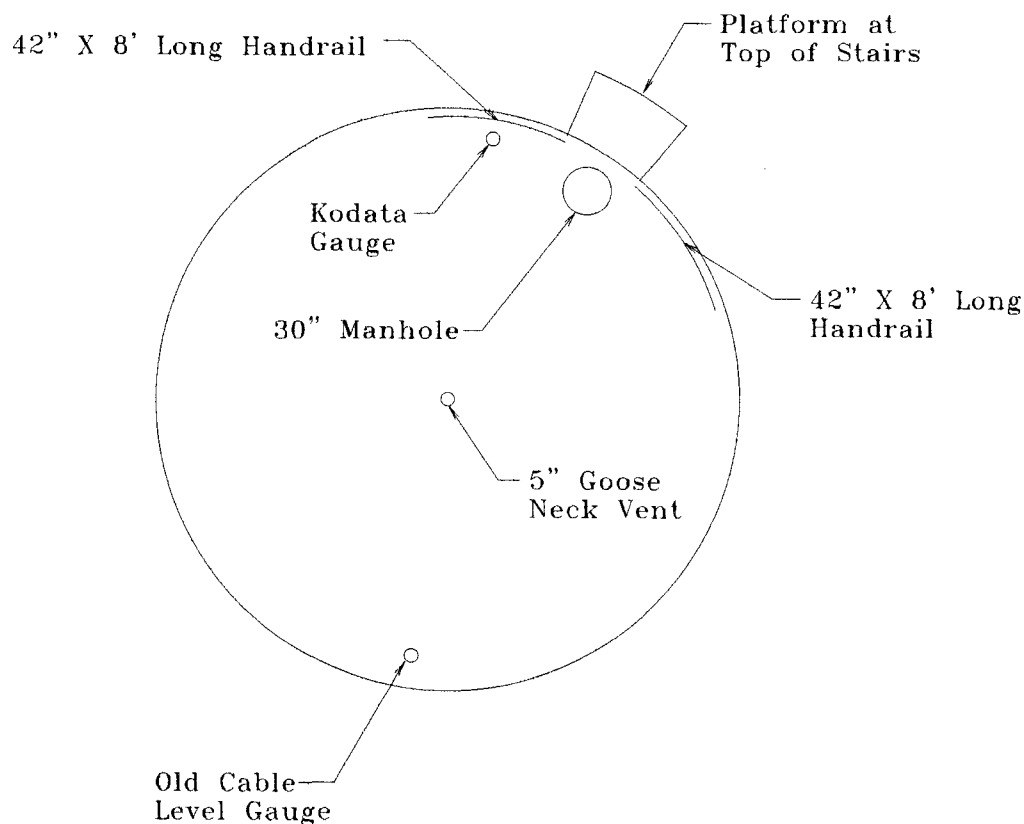 Platform at
Top of Stairs
42" X 8' Long Handrail
Kodata
Gauge
30" Manhole
42" X 8' Long
Handrail
5" Goose
Neck Vent
Old Cable
Level Gauge